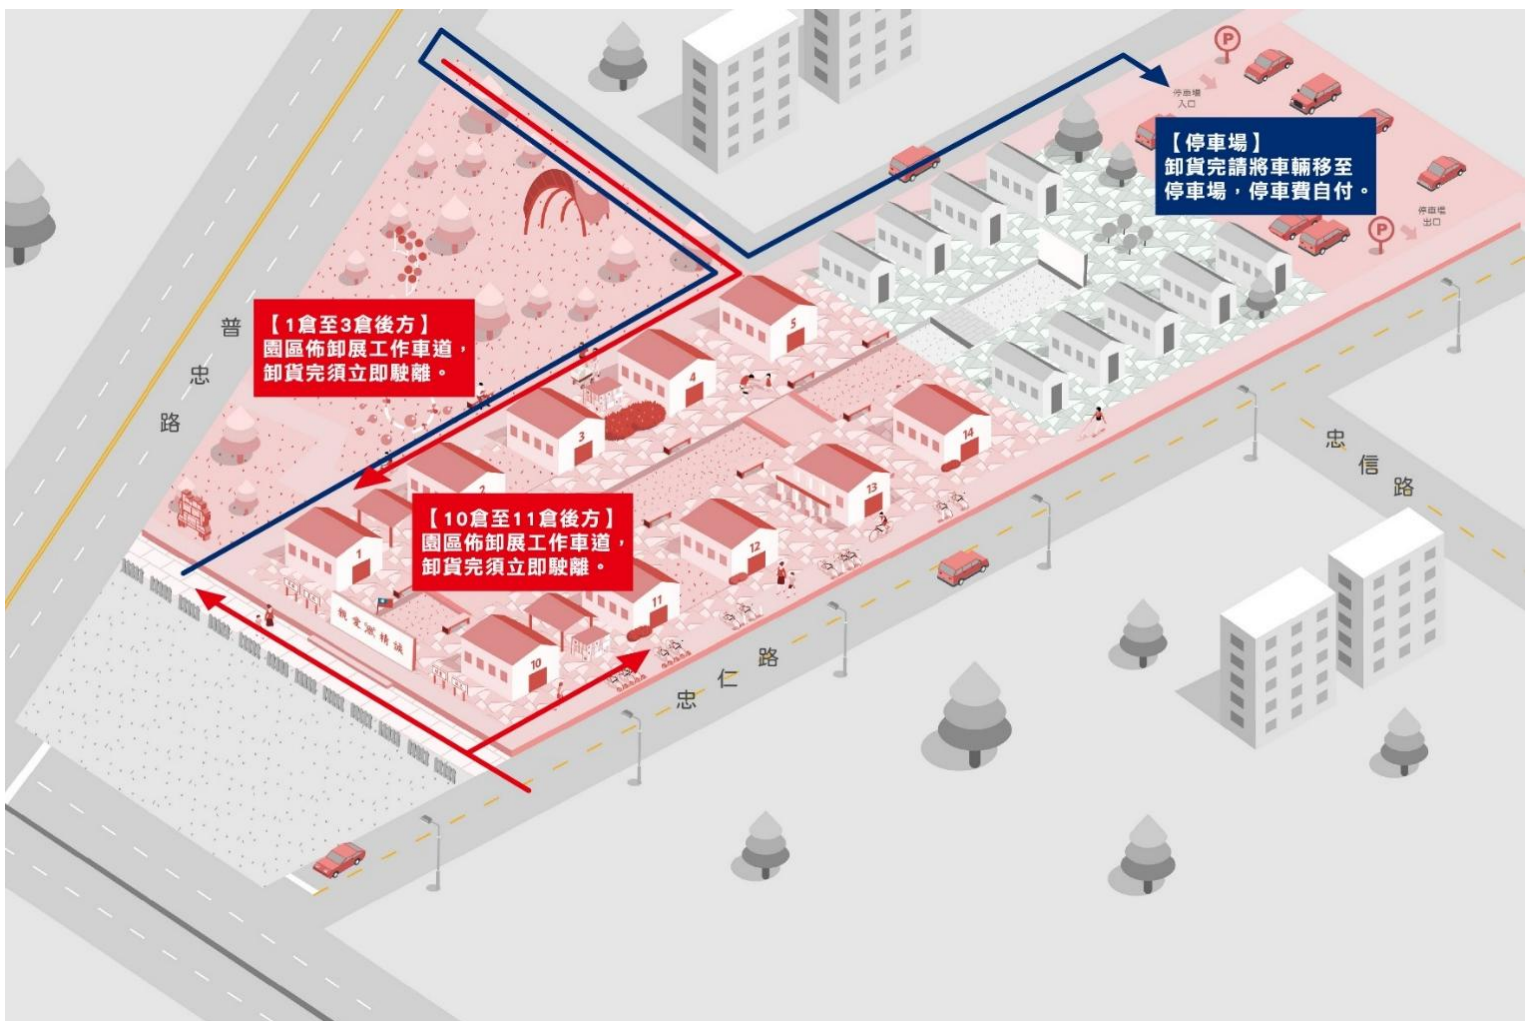 P
停車場
入口
【停車場】
卸貨完請將車輛移至
停車場，停車費自付。
P
停車場
出口
普忠路
【1倉至3倉後方】
園區佈卸展工作車道，
卸貨完須立即駛離。
5
4
3
2
1
【10倉至11倉後方】
園區佈卸展工作車道，
卸貨完須立即駛離。
14
13
12
11
10
精誠
忠仁路
忠信路